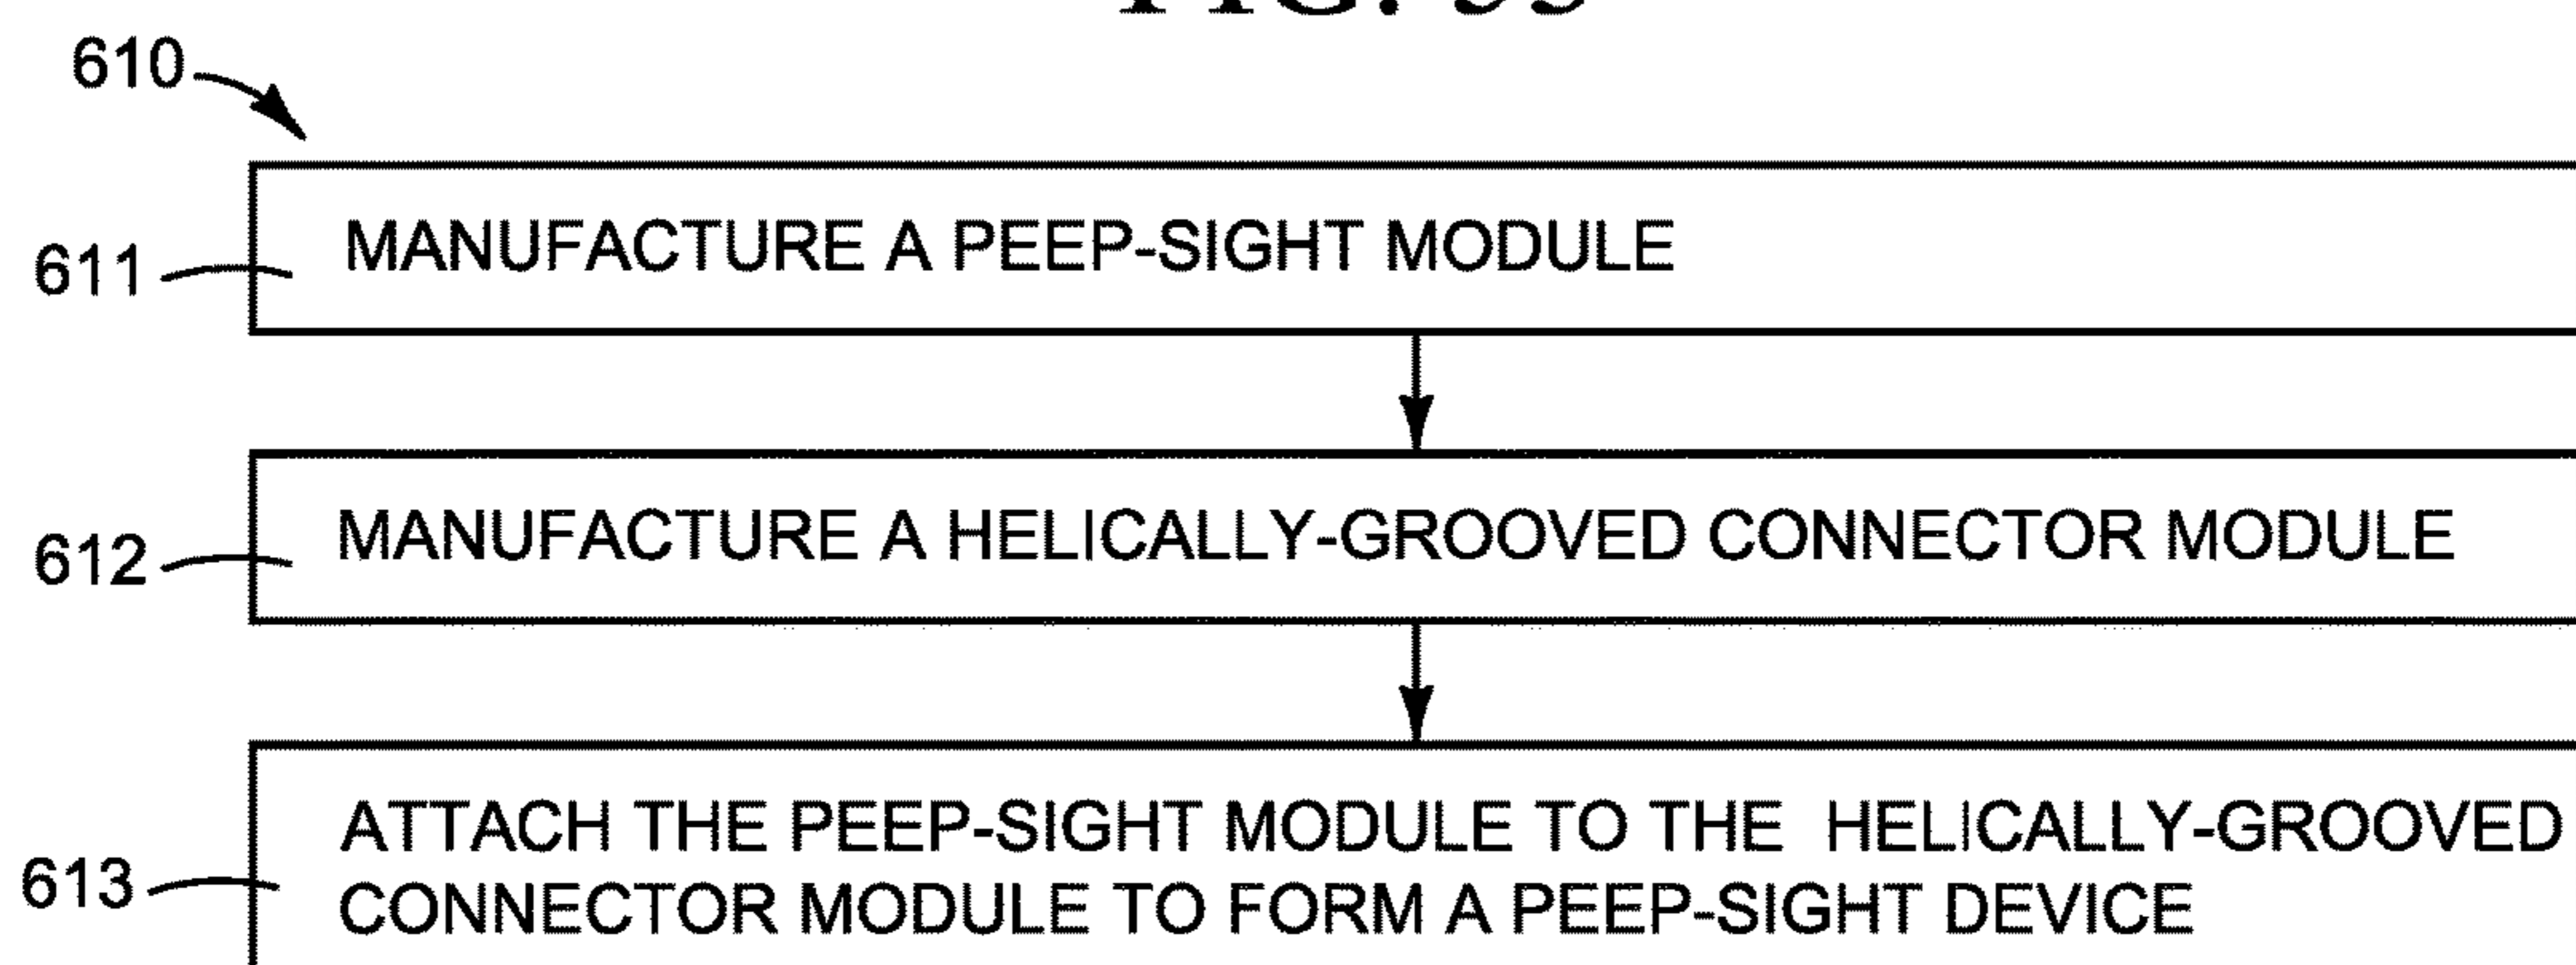 610
611 MANUFACTURE A PEEP-SIGHT MODULE
612 MANUFACTURE A HELICALLY-GROOVED CONNECTOR MODULE
ATTACH THE PEEP-SIGHT MODULE TO THE HELICALLY-GROOVED
613 CONNECTOR MODULE TO FORM A PEEP-SIGHT DEVICE